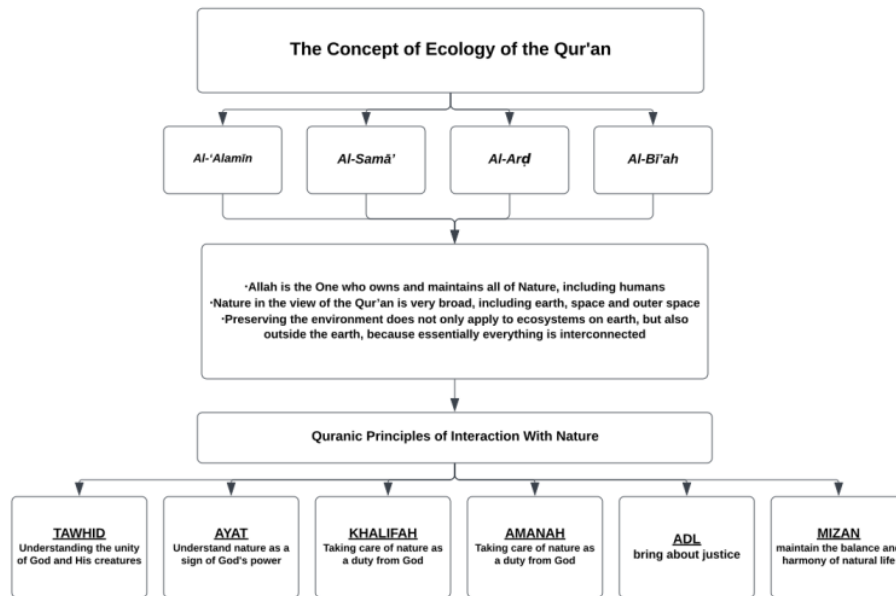 The Concept of Ecology of the Qur'an
Al-‘Alamīn
Al-Samā’
Al-Arḍ
Al-Bi’ah
·Allah is the One who owns and maintains all of Nature, including humans
·Nature in the view of the Qur’an is very broad, including earth, space and outer space
·Preserving the environment does not only apply to ecosystems on earth, but also
outside the earth, because essentially everything is interconnected
Quranic Principles of Interaction With Nature
TAWHID
Understanding the unity
of God and His creatures
AYAT
Understand nature as a
sign of God's power
KHALIFAH
Taking care of nature as
a duty from God
AMANAH
Taking care of nature as
a duty from God
ADL
bring about justice
MIZAN
maintain the balance and
harmony of natural life